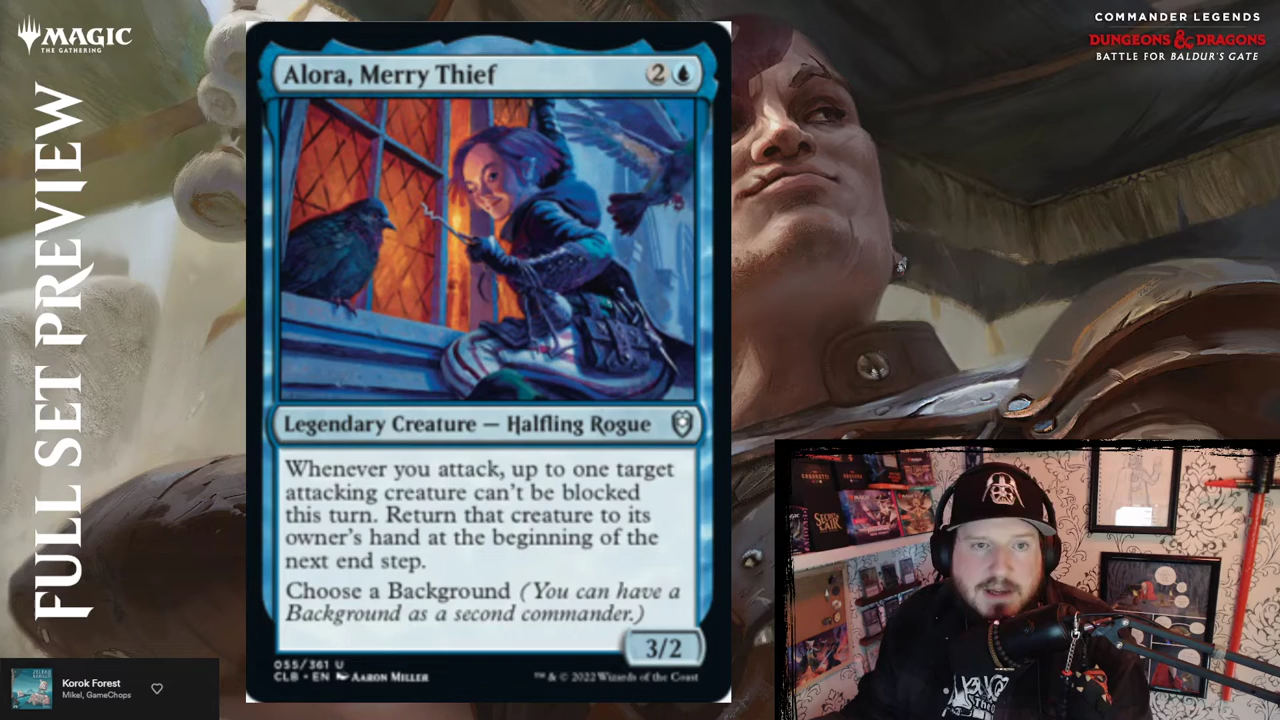 MAGIC
THE GATHERING
FULL SET PREVIEW
COMMANDER LEGENDS
DUNGEONS & DRAGONS
BATTLE FOR BALDUR'S GATE
Alora, Merry Thief
2
Legendary Creature — Halfling Rogue
Whenever you attack, up to one target
attacking creature can't be blocked
this turn. Return that creature to its
owner's hand at the beginning of the
next end step.
Choose a Background (You can have a
Background as a second commander.)
3/2
055/361 U
CLB • EN AARON MILLER
™ & © 2022 Wizards of the Coast
Korok Forest
Mikel, GameChops
SECRET
LAIR